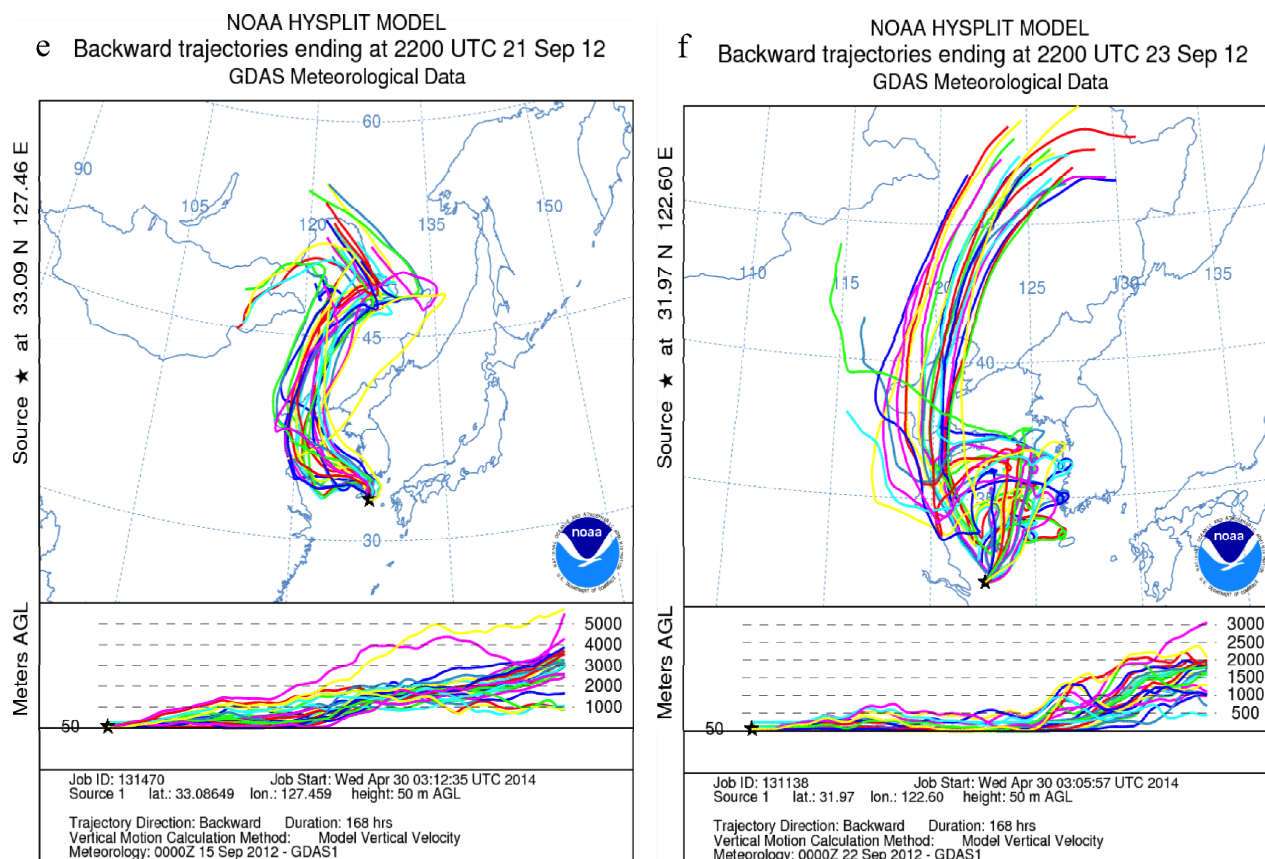 e
NOAA HYSPLIT MODEL
Backward trajectories ending at 2200 UTC 21 Sep 12
GDAS Meteorological Data
Source ★ at 33.09 N 127.46 E
60
90
105
150
120
135
45
30
noaa
Meters AGL
5000
4000
3000
2000
1000
50
Job ID: 131470 Job Start: Wed Apr 30 03:12:35 UTC 2014
Source 1 lat.: 33.08649 lon.: 127.459 height: 50 m AGL
Trajectory Direction: Backward Duration: 168 hrs
Vertical Motion Calculation Method: Model Vertical Velocity
Meteorology: 0000Z 15 Sep 2012 - GDAS1
f
NOAA HYSPLIT MODEL
Backward trajectories ending at 2200 UTC 23 Sep 12
GDAS Meteorological Data
Source ★ at 31.97 N 122.60 E
110
115
125
130
135
40
noaa
Meters AGL
3000
2500
2000
1500
1000
500
50
Job ID: 131138 Job Start: Wed Apr 30 03:05:57 UTC 2014
Source 1 lat.: 31.97 lon.: 122.60 height: 50 m AGL
Trajectory Direction: Backward Duration: 168 hrs
Vertical Motion Calculation Method: Model Vertical Velocity
Meteorology: 0000Z 22 Sep 2012 - GDAS1